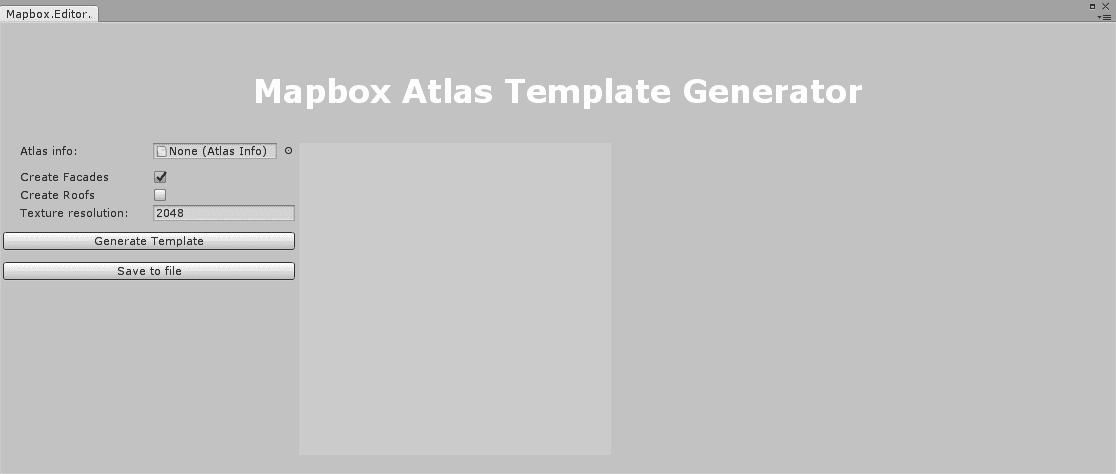 Mapbox.Editor.
Mapbox Atlas Template Generator
Atlas info: None (Atlas Info)
Create Facades
Create Roofs
Texture resolution: 2048
Generate Template
Save to file